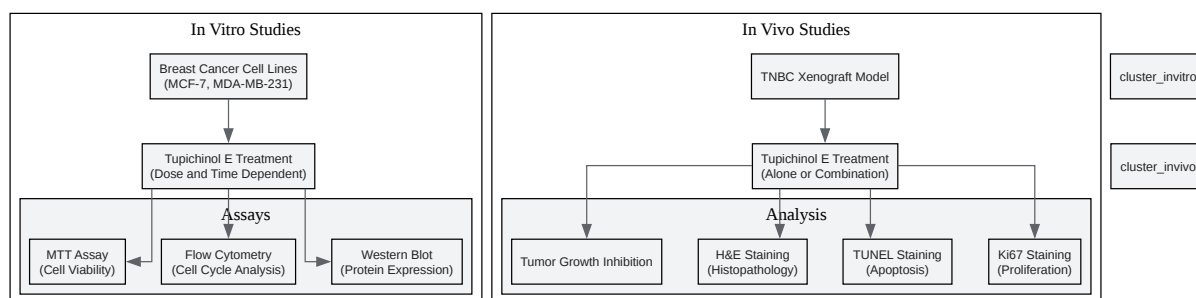 In Vitro Studies
Breast Cancer Cell Lines
(MCF-7, MDA-MB-231)
Tupichinol E Treatment
(Dose and Time Dependent)
Assays
MTT Assay
(Cell Viability)
Flow Cytometry
(Cell Cycle Analysis)
Western Blot
(Protein Expression)
In Vivo Studies
TNBC Xenograft Model
Tupichinol E Treatment
(Alone or Combination)
Analysis
Tumor Growth Inhibition
H&E Staining
(Histopathology)
TUNEL Staining
(Apoptosis)
Ki67 Staining
(Proliferation)
cluster_invitro
cluster_invivo